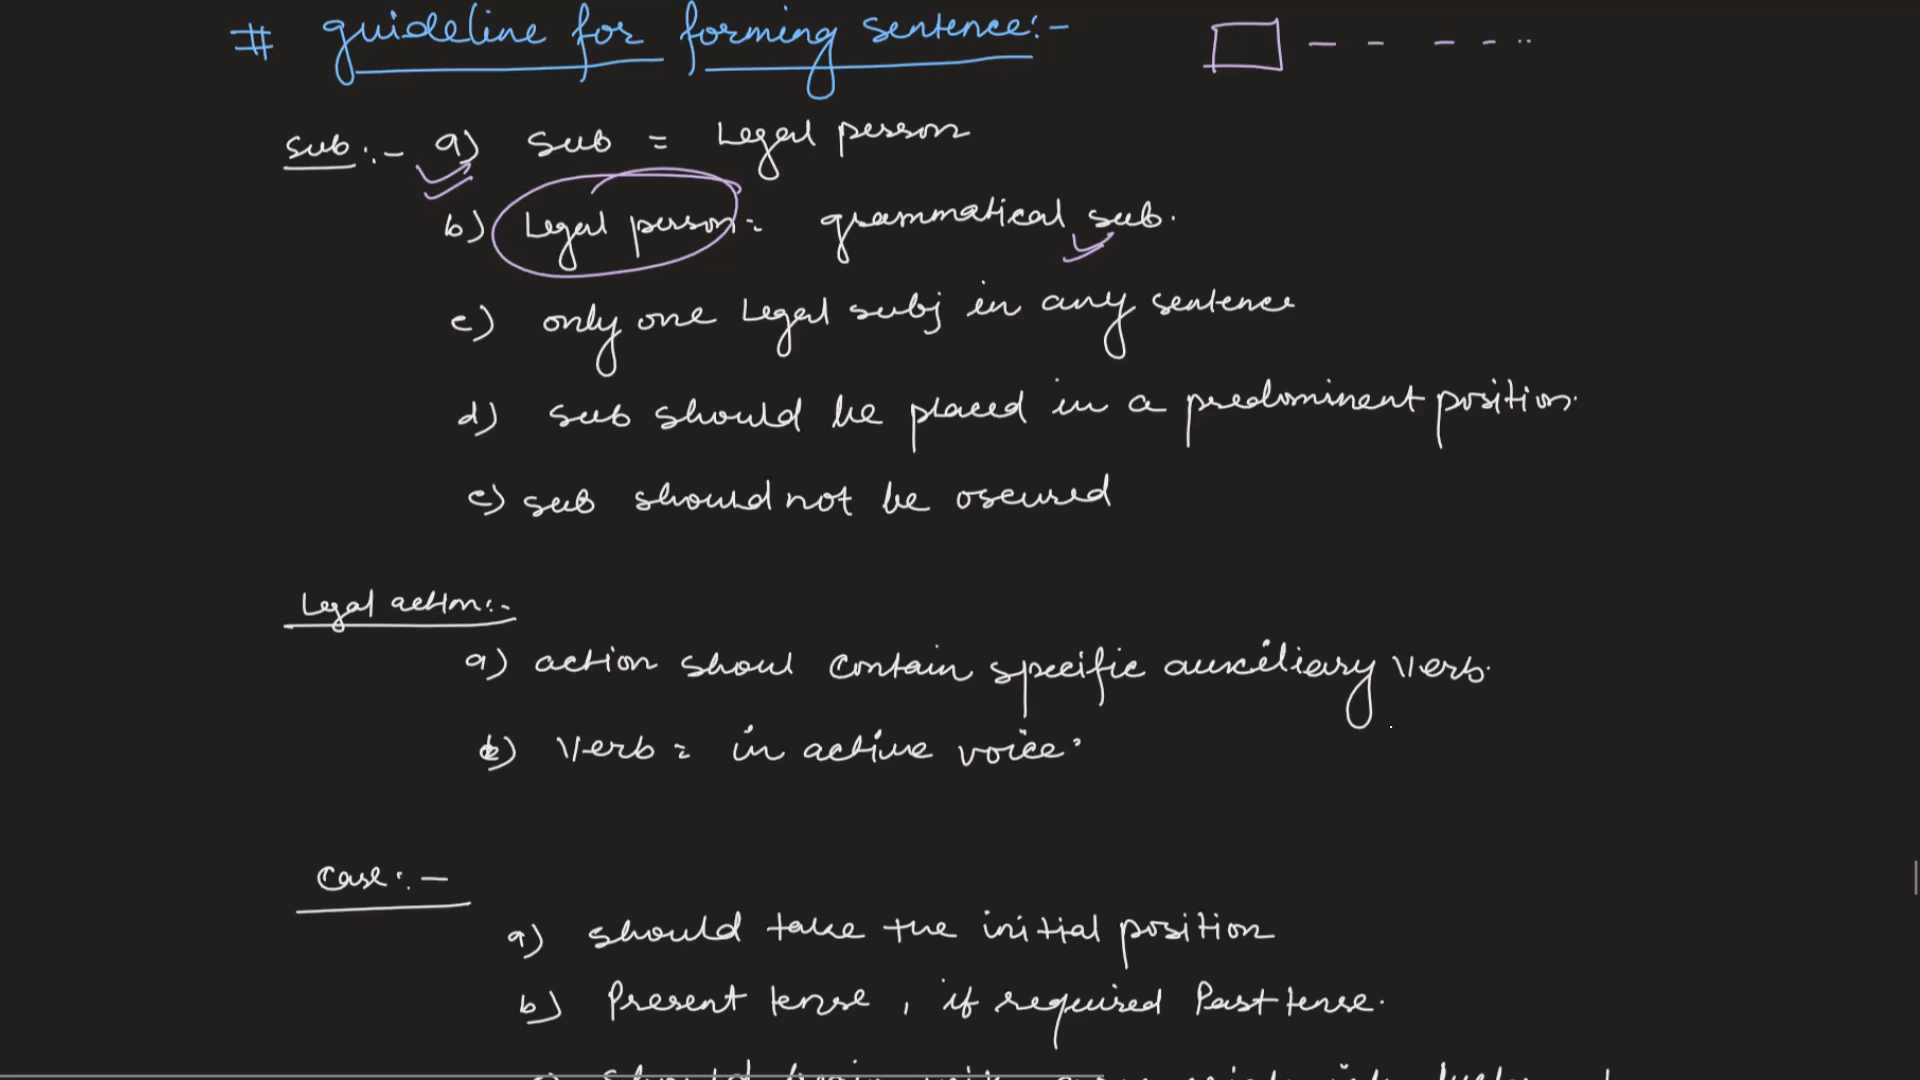 # guideline for forming sentence:-
sub:- a) sub = Legal person
b) Legal person = grammatical sub.
c) only one Legal subj in any sentence
d) sub should be placed in a predominent position.
e) sub should not be oscured
Legal action:-
a) action shoul contain specific auxiliary verb.
b) verb = in active voice
Case:-
a) should take the initial position
b) Present tense, if required Past tense.